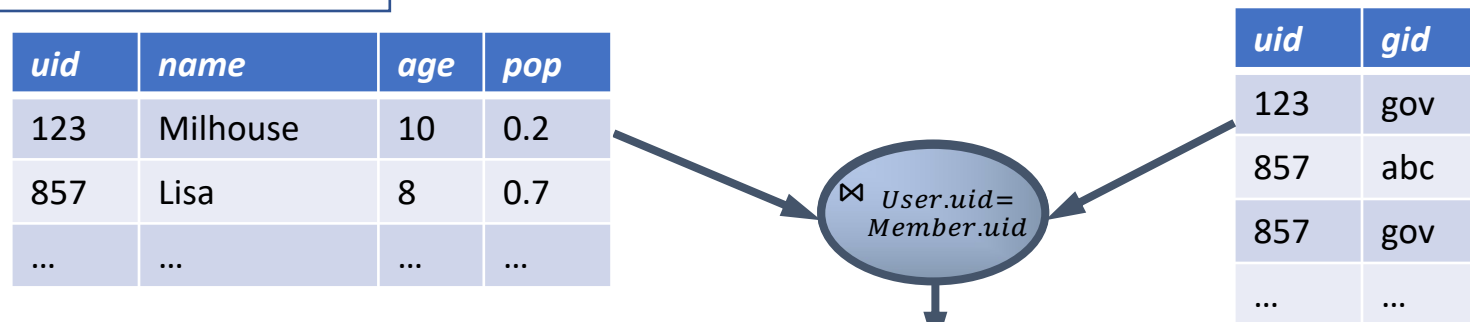 uid name age pop
123 Milhouse 10 0.2
857 Lisa 8 0.7
... ... ... ...
⋈ User.uid=
Member.uid
uid gid
123 gov
857 abc
857 gov
... ...